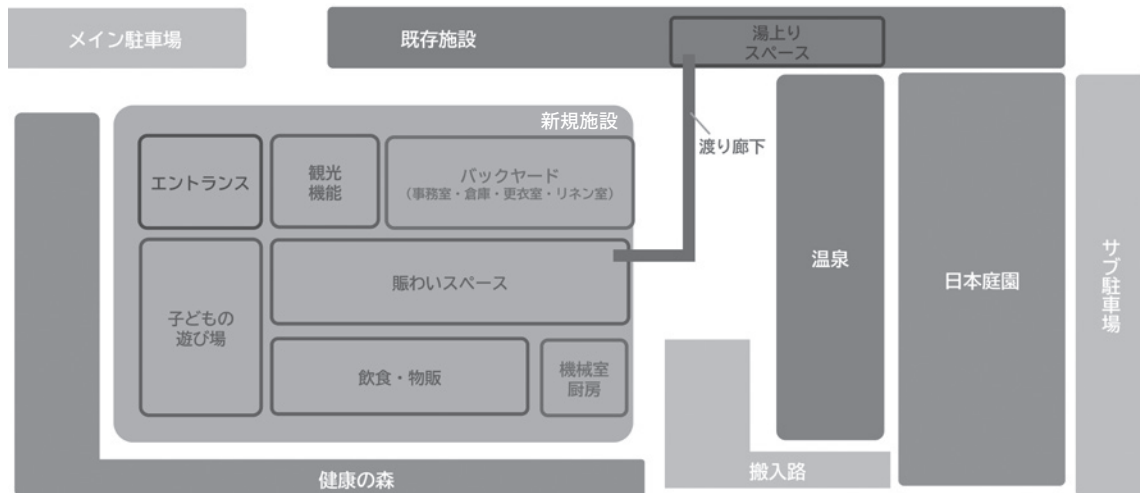 メイン駐車場
既存施設
湯上り
スペース
新規施設
渡り廊下
エントランス
観光
機能
バックヤード
（事務室・倉庫・更衣室・リネン室）
賑わいスペース
子どもの
遊び場
飲食・物販
機械室
厨房
温泉
日本庭園
サブ駐車場
搬入路
健康の森